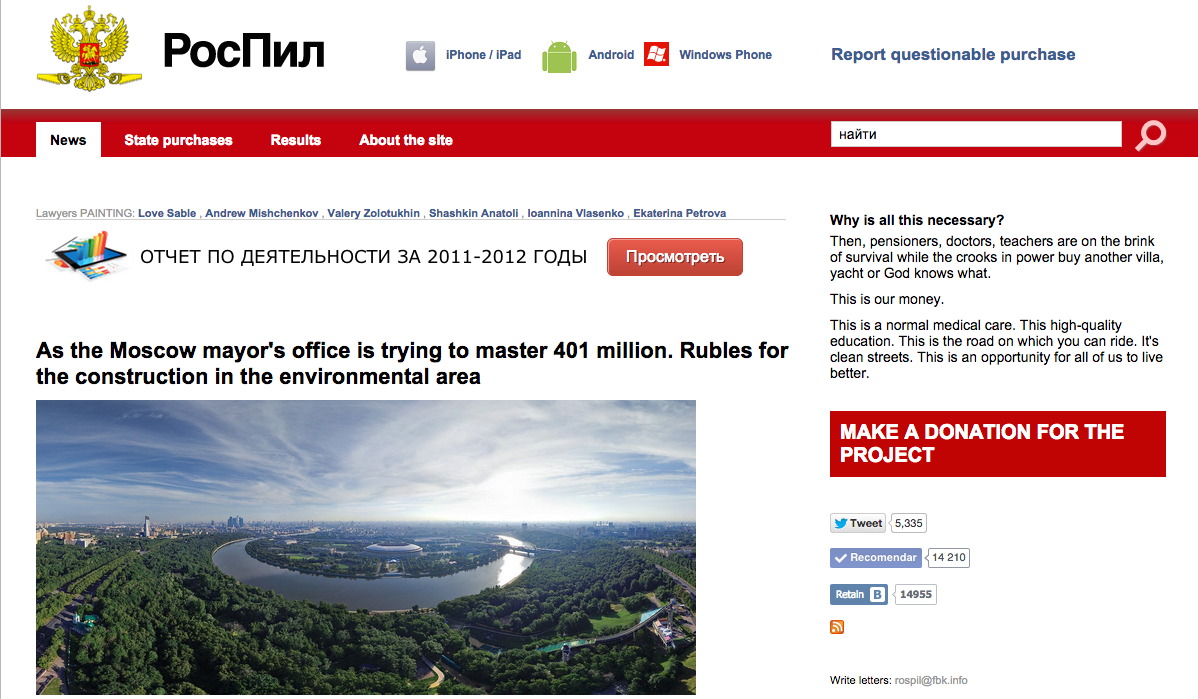 РосПил
iPhone / iPad
Android
Windows Phone
Report questionable purchase
News
State purchases
Results
About the site
найти
Lawyers PAINTING: Love Sable , Andrew Mishchenkov , Valery Zolotukhin , Shashkin Anatoli , Ioannina Vlasenko , Ekaterina Petrova
ОТЧЕТ ПО ДЕЯТЕЛЬНОСТИ ЗА 2011-2012 ГОДЫ
Просмотреть
As the Moscow mayor's office is trying to master 401 million. Rubles for
the construction in the environmental area
Why is all this necessary?
Then, pensioners, doctors, teachers are on the brink
of survival while the crooks in power buy another villa,
yacht or God knows what.
This is our money.
This is a normal medical care. This high-quality
education. This is the road on which you can ride. It's
clean streets. This is an opportunity for all of us to live
better.
MAKE A DONATION FOR THE
PROJECT
Tweet 5,335
Recomendar 14 210
Retain B 14955
Write letters: rospil@fbk.info